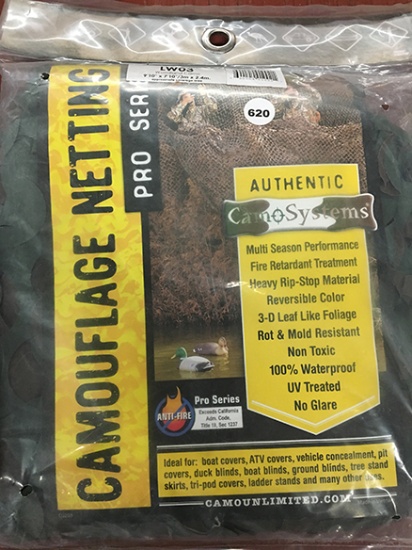 LW03
620
CAMOUFLAGE NETTING
PRO SER
AUTHENTIC
CamoSystems
Multi Season Performance
Fire Retardant Treatment
Heavy Rip-Stop Material
Reversible Color
3-D Leaf Like Foliage
Rot & Mold Resistant
Non Toxic
100% Waterproof
UV Treated
No Glare
ANTI-FIRE
Pro Series
Exceeds California
Adm. Code,
Title 19, Sec 1237
Ideal for: boat covers, ATV covers, vehicle concealment, pit
covers, duck blinds, boat blinds, ground blinds, tree stand
skirts, tri-pod covers, ladder stands and many other uses.
CAMOUNLIMITED.COM